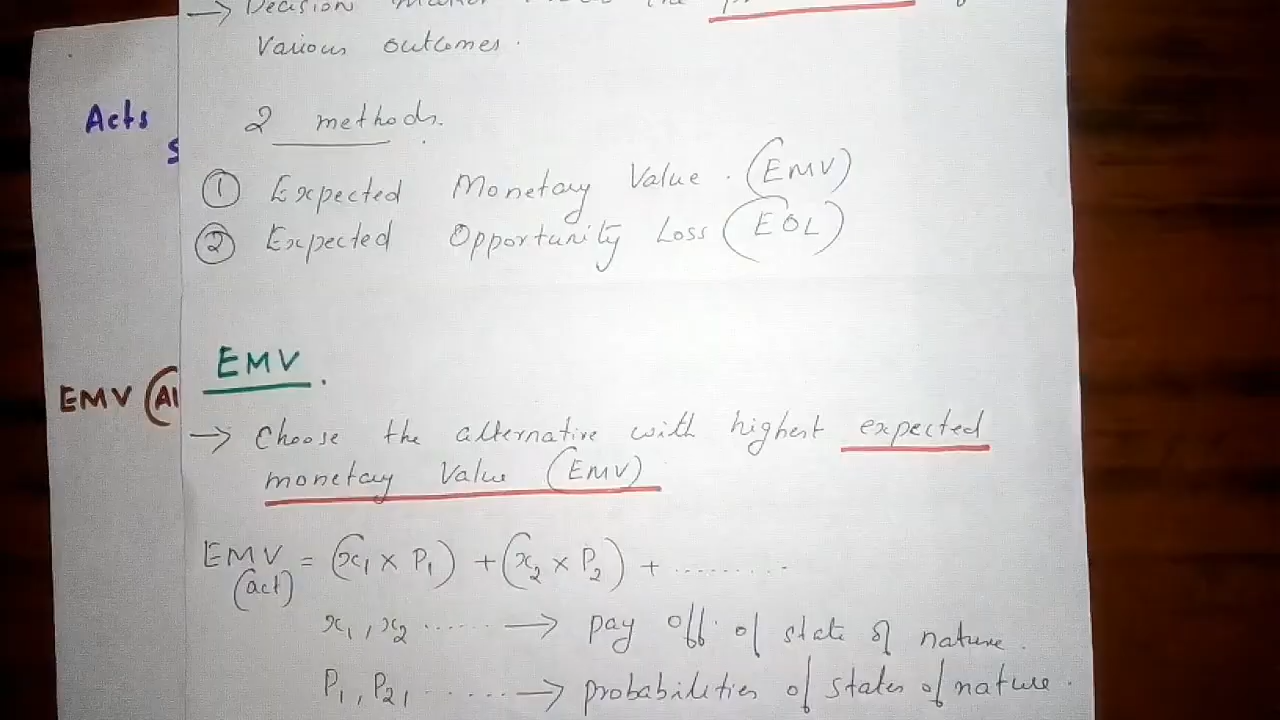 → Decision
various outcomes.
Acts
S
2 methods.
① Expected Monetary Value. (EMV)
② Expected Opportunity Loss (EOL)
EMV.
EMV (A1
→ Choose the alternative with highest expected
monetary Value (EMV)
EMV = (x₁ × P₁) + (x₂ × P₂) + ..........
(act)
x₁, x₂ ...... → pay off of state of nature.
P₁, P₂, ...... → probabilities of states of nature.